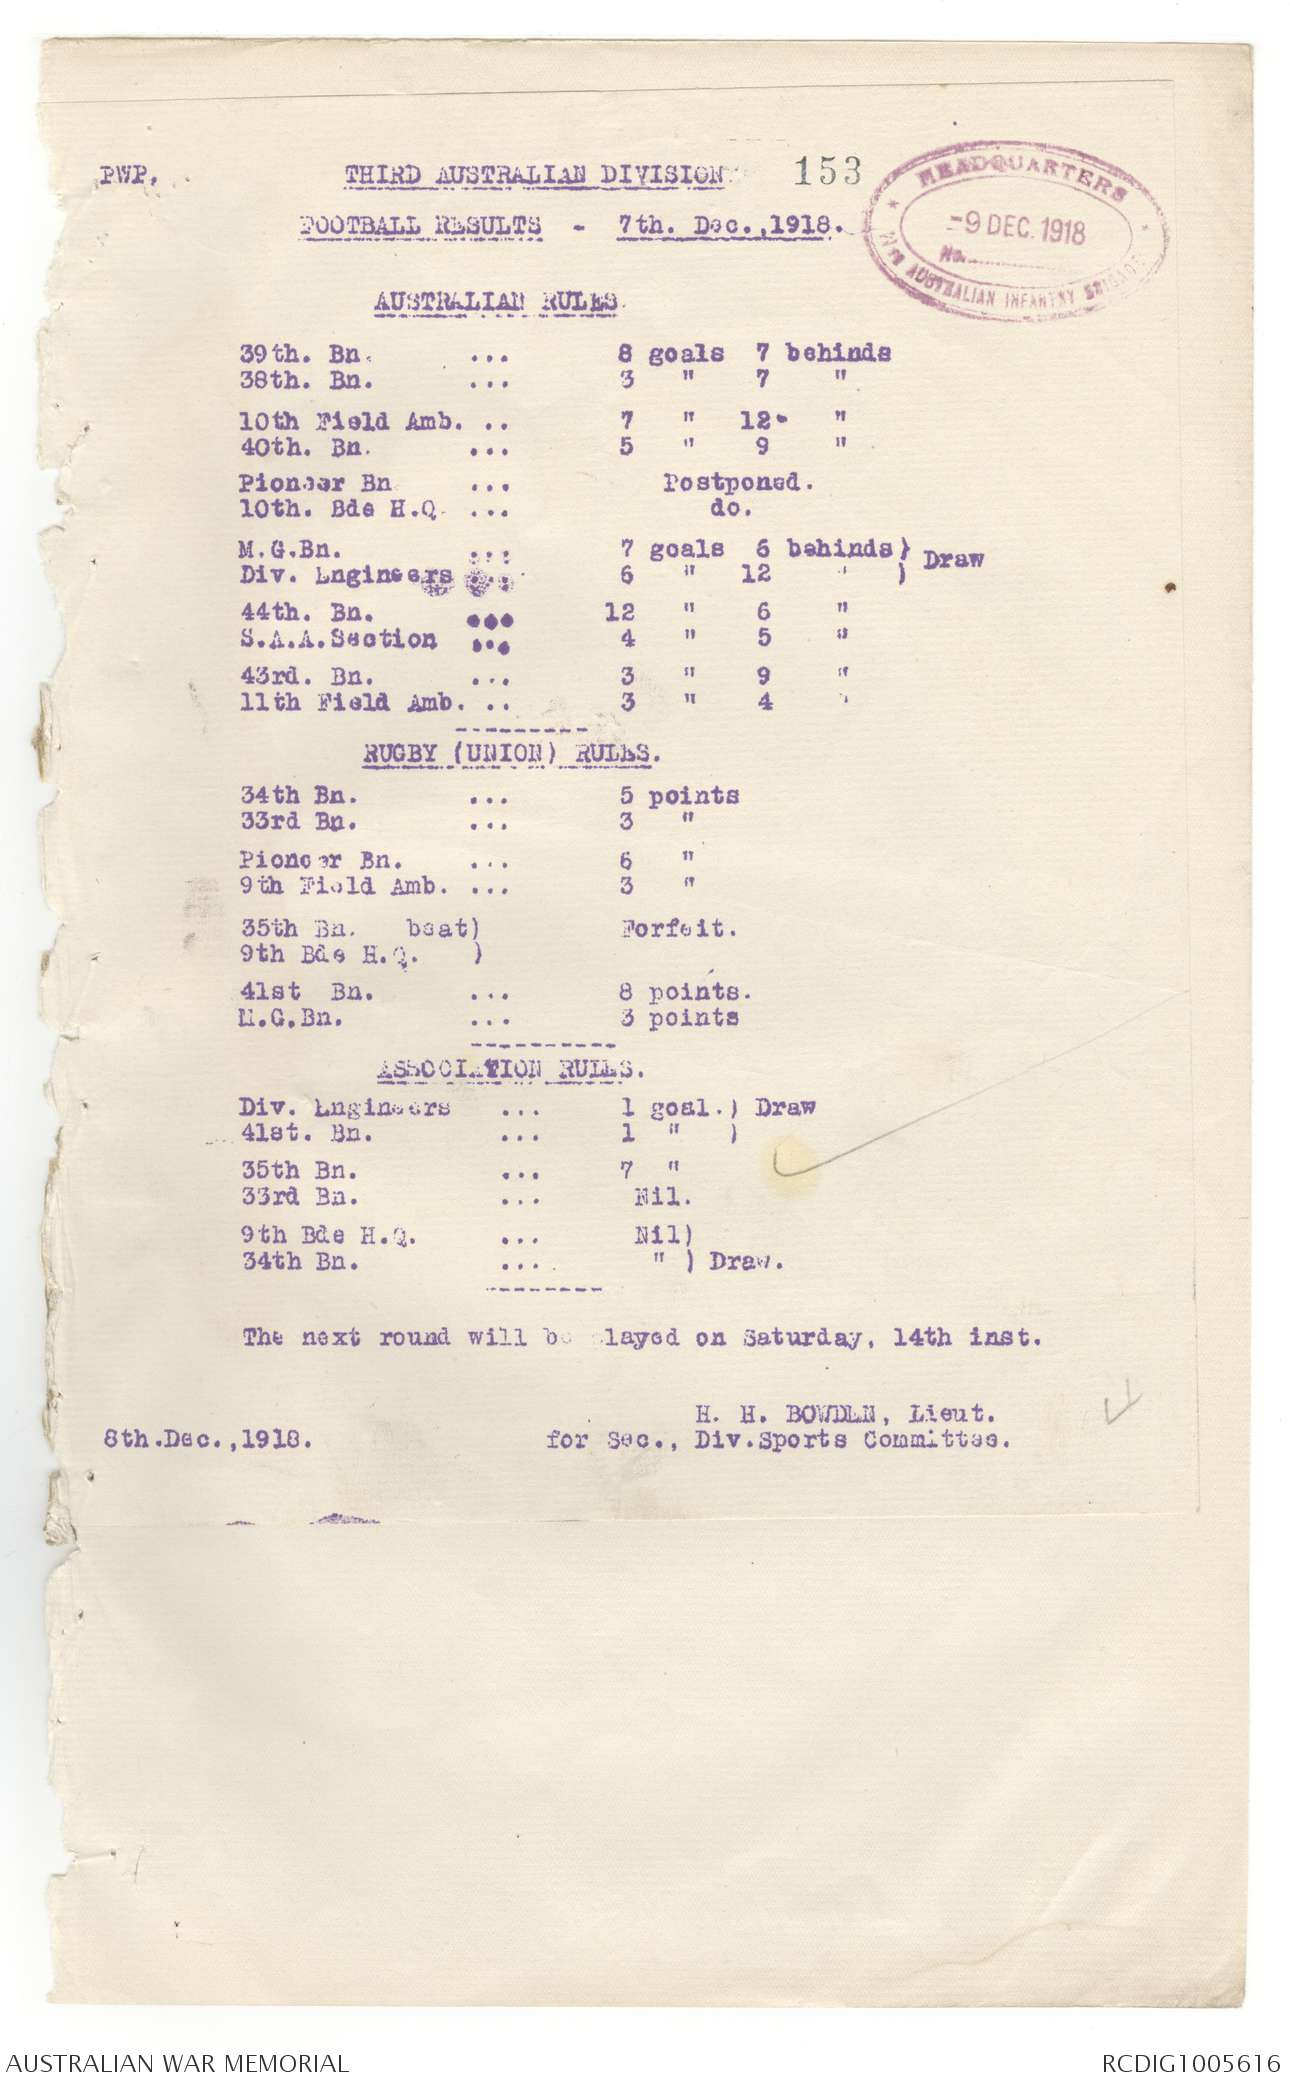 PWP.
THIRD AUSTRALIAN DIVISION
153
HEADQUARTERS
-9 DEC. 1918
No.
AUSTRALIAN INFANTRY BRIGADE
FOOTBALL RESULTS - 7th. Dec.,1918.
AUSTRALIAN RULES.
39th. Bn. ... 8 goals 7 behinds
38th. Bn. ... 3 " 7 "
10th Field Amb. .. 7 " 12 "
40th. Bn. ... 5 " 9 "
Pioneer Bn ... Postponed.
10th. Bde H.Q. ... do.
M.G.Bn. ... 7 goals 6 behinds) Draw
Div. Engineers ... 6 " 12 " )
44th. Bn. ... 12 " 6 "
S.A.A.Section ... 4 " 5 "
43rd. Bn. ... 3 " 9 "
11th Field Amb. .. 3 " 4 "
---------
RUGBY (UNION) RULES.
34th Bn. ... 5 points
33rd Bn. ... 3 "
Pioneer Bn. ... 6 "
9th Field Amb. ... 3 "
35th Bn. beat) Forfeit.
9th Bde H.Q. )
41st Bn. ... 8 points.
M.G.Bn. ... 3 points
----------
ASSOCIATION RULES.
Div. Engineers ... 1 goal.) Draw
41st. Bn. ... 1 " )
35th Bn. ... 7 "
33rd Bn. ... Nil.
9th Bde H.Q. ... Nil)
34th Bn. ... " ) Draw.
--------
The next round will be played on Saturday, 14th inst.
H. H. BOWDEN, Lieut.
8th.Dec.,1918. for Sec., Div.Sports Committee.
AUSTRALIAN WAR MEMORIAL
RCDIG1005616